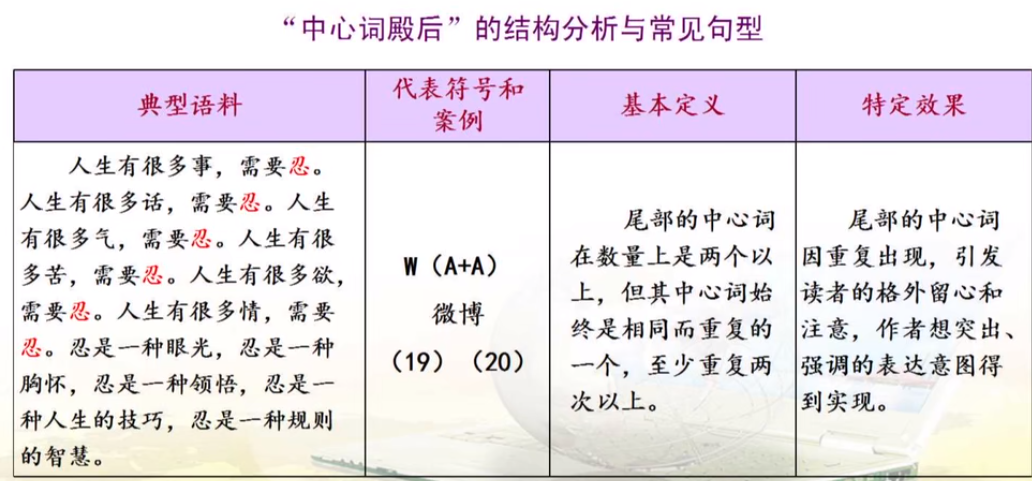 “中心词殿后”的结构分析与常见句型
典型语料
代表符号和
案例
基本定义
特定效果
人生有很多事，需要忍。
人生有很多话，需要忍。人生
有很多气，需要忍。人生有很
多苦，需要忍。人生有很多欲，
需要忍。人生有很多情，需要
忍。忍是一种眼光，忍是一种
胸怀，忍是一种领悟，忍是一
种人生的技巧，忍是一种规则
的智慧。
W（A+A）
微博
（19）（20）
尾部的中心词
在数量上是两个以
上，但其中心词始
终是相同而重复的
一个，至少重复两
次以上。
尾部的中心词
因重复出现，引发
读者的格外留心和
注意，作者想突出、
强调的表达意图得
到实现。